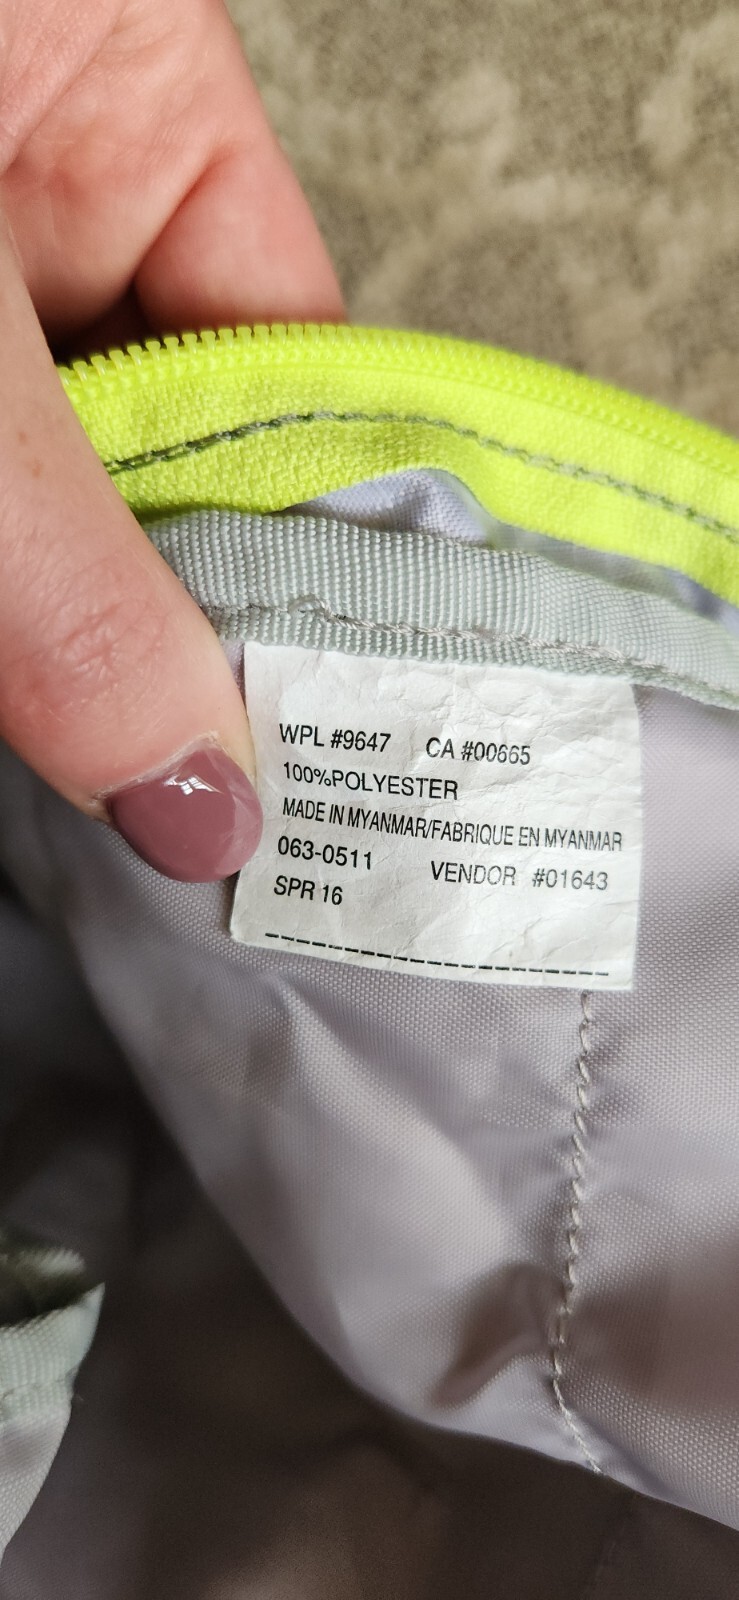 WPL #9647 CA #00665
100%POLYESTER
MADE IN MYANMAR/FABRIQUE EN MYANMAR
063-0511 VENDOR #01643
SPR 16